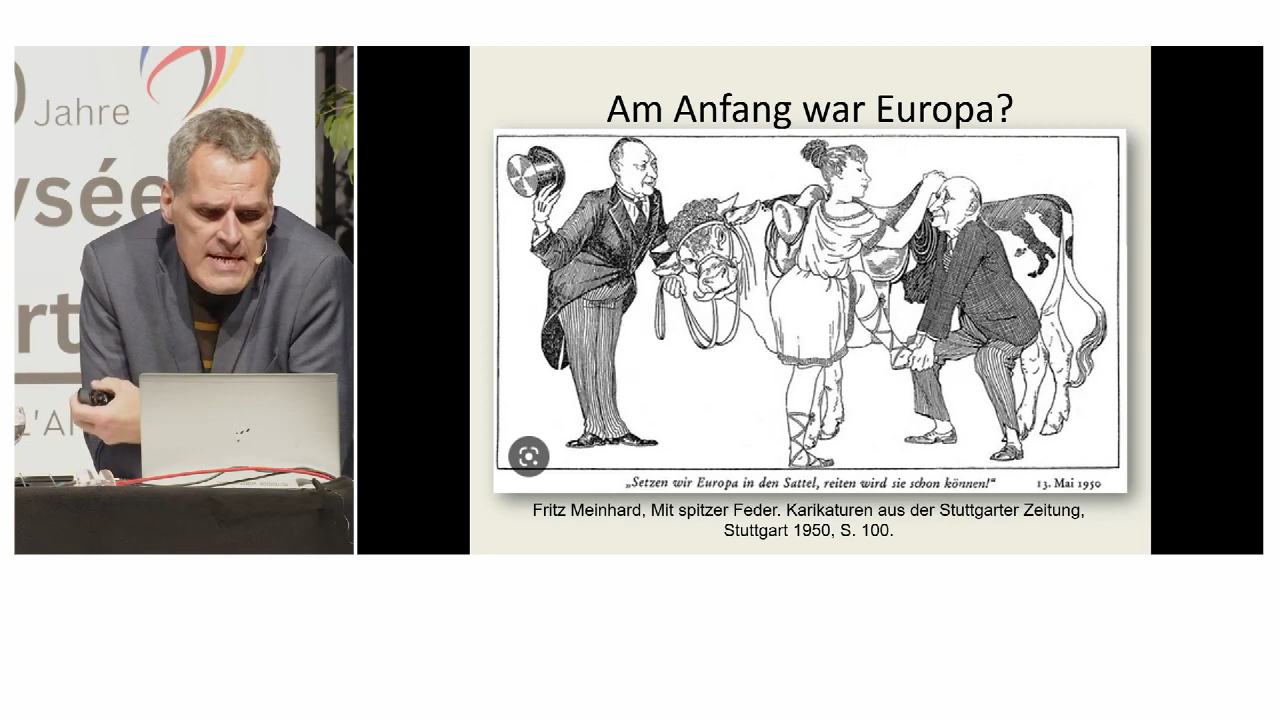 Jahre
ysée
rt
L'A
Am Anfang war Europa?
„Setzen wir Europa in den Sattel, reiten wird sie schon können!“ 13. Mai 1950
Fritz Meinhard, Mit spitzer Feder. Karikaturen aus der Stuttgarter Zeitung,
Stuttgart 1950, S. 100.